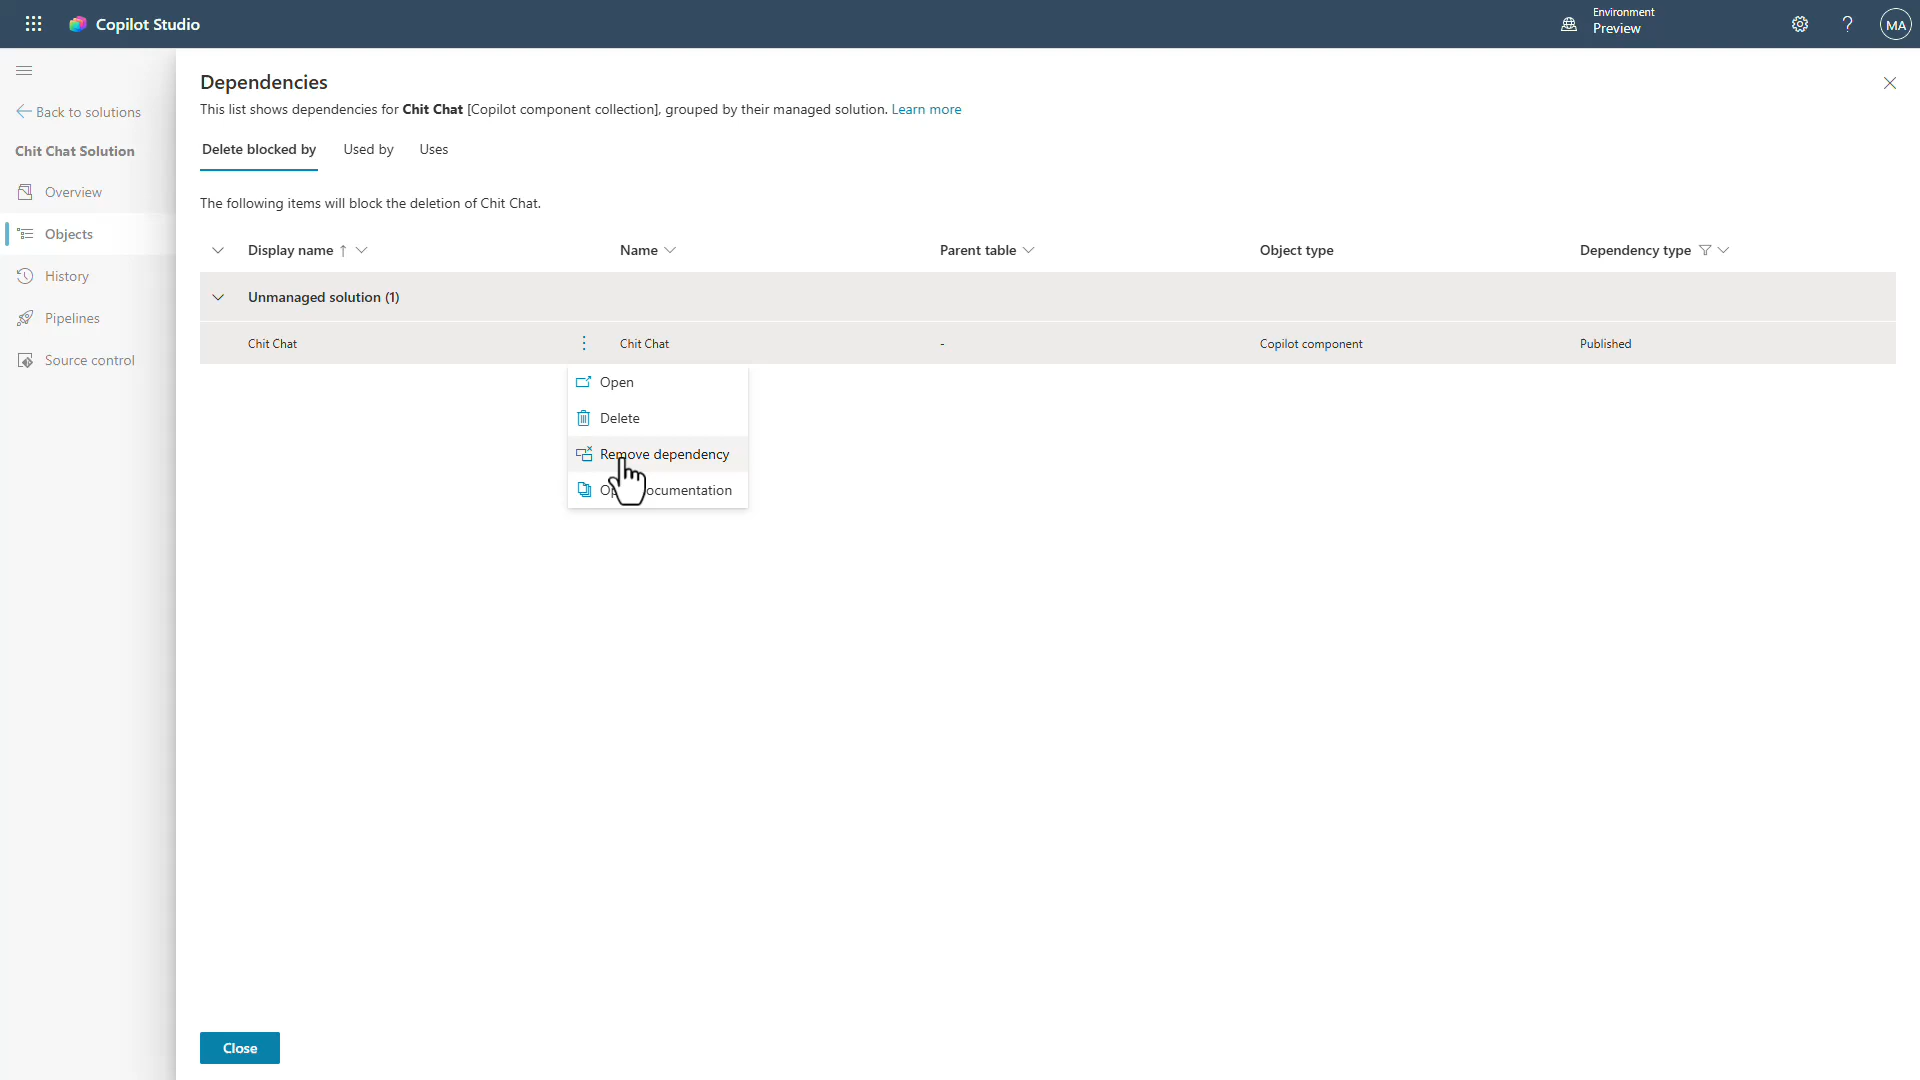 Copilot Studio
Environment
Preview
MA
Back to solutions
Chit Chat Solution
Overview
Objects
History
Pipelines
Source control
Dependencies
This list shows dependencies for Chit Chat [Copilot component collection], grouped by their managed solution. Learn more
Delete blocked by Used by Uses
The following items will block the deletion of Chit Chat.
Display name Name Parent table Object type Dependency type
Unmanaged solution (1)
Chit Chat Chit Chat - Copilot component Published
Open
Delete
Remove dependency
Close